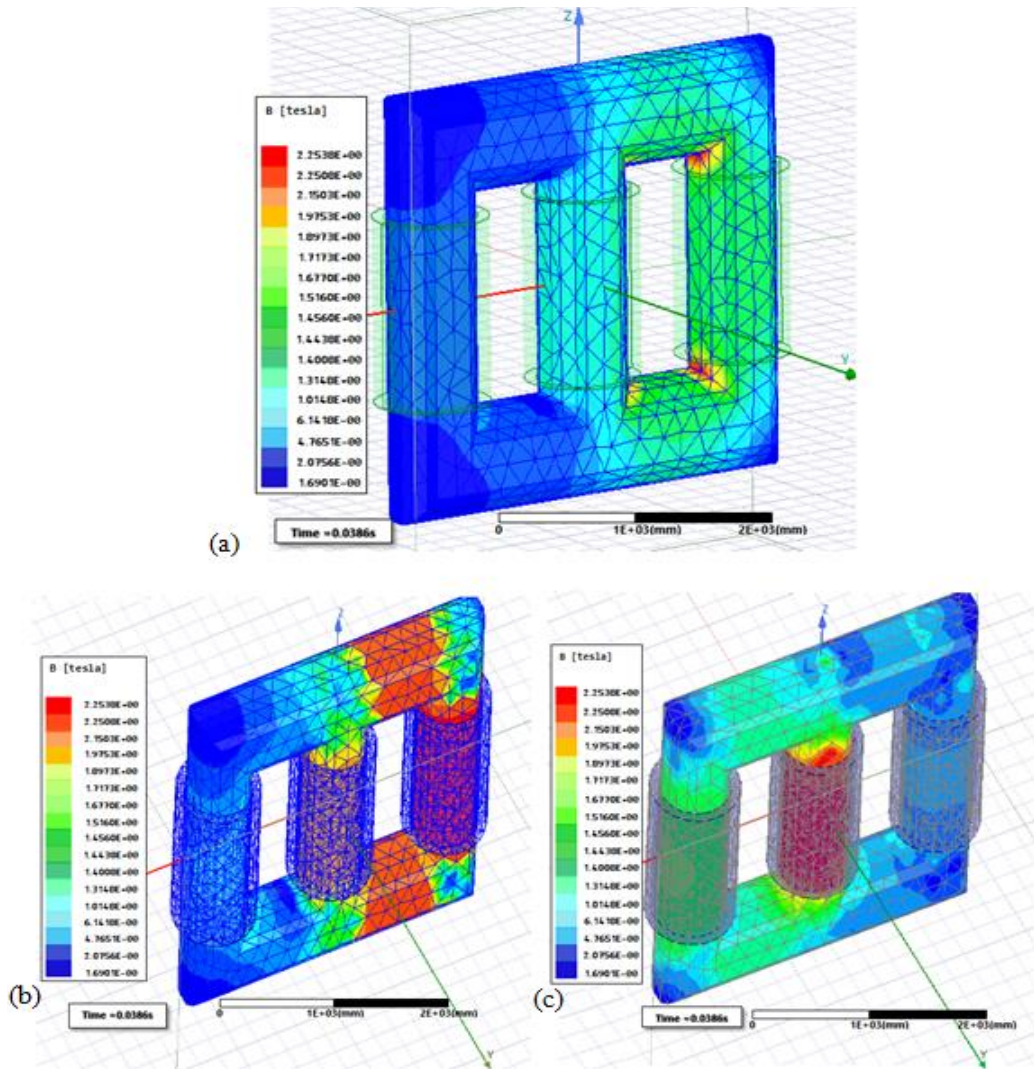 Z
B [tesla]
2.2538E+00
2.2508E+00
2.1503E+00
1.9753E+00
1.8973E+00
1.7173E+00
1.6770E+00
1.5160E+00
1.4560E+00
1.4438E+00
1.4008E+00
1.3148E+00
1.0148E+00
6.1418E-00
4.7651E-00
2.0756E-00
1.6901E-00
Y
(a)
Time =0.0386s
0
1E+03(mm)
2E+03(mm)
Z
B [tesla]
2.2538E+00
2.2508E+00
2.1503E+00
1.9753E+00
1.8973E+00
1.7173E+00
1.6770E+00
1.5160E+00
1.4560E+00
1.4438E+00
1.4008E+00
1.3148E+00
1.0148E+00
6.1418E-00
4.7651E-00
2.0756E-00
1.6901E-00
(b)
Time =0.0386s
0
1E+03(mm)
2E+03(mm)
Y
Z
B [tesla]
2.2538E+00
2.2508E+00
2.1503E+00
1.9753E+00
1.8973E+00
1.7173E+00
1.6770E+00
1.5160E+00
1.4560E+00
1.4438E+00
1.4008E+00
1.3148E+00
1.0148E+00
6.1418E-00
4.7651E-00
2.0756E-00
1.6901E-00
(c)
Time =0.0386s
0
1E+03(mm)
2E+03(mm)
Y